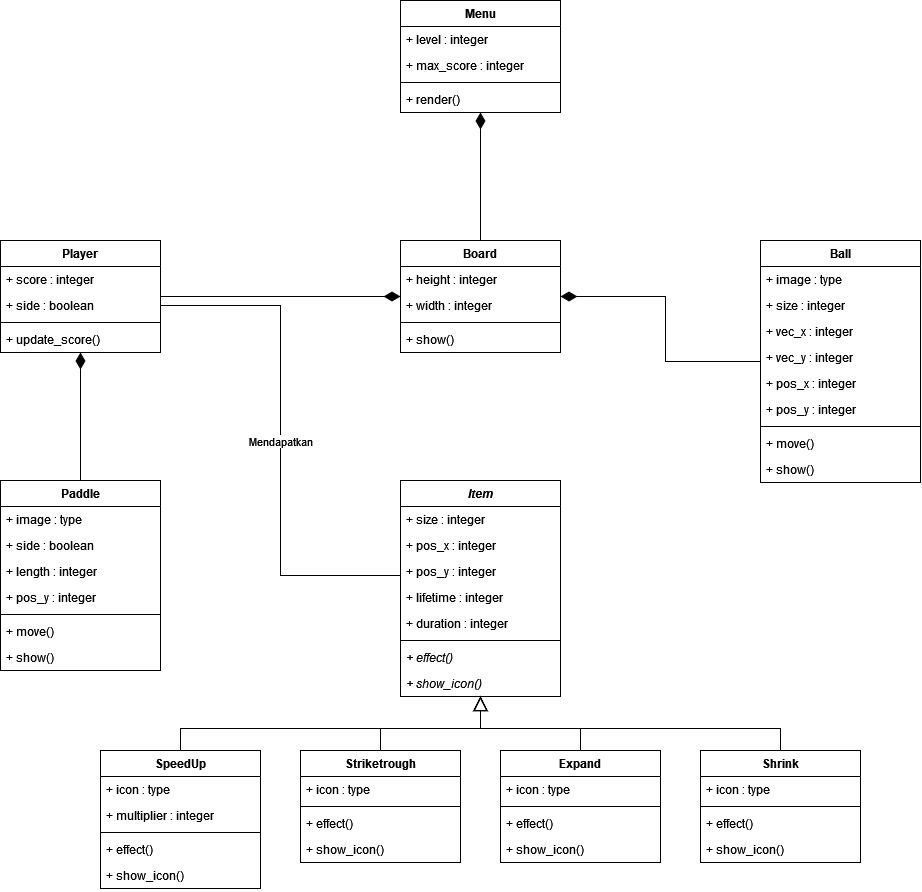 Menu
+ level : integer
+ max_score : integer
+ render()
Player
+ score : integer
+ side : boolean
+ update_score()
Board
+ height : integer
+ width : integer
+ show()
Ball
+ image : type
+ size : integer
+ vec_x : integer
+ vec_y : integer
+ pos_x : integer
+ pos_y : integer
+ move()
+ show()
Mendapatkan
Paddle
+ image : type
+ side : boolean
+ length : integer
+ pos_y : integer
+ move()
+ show()
Item
+ size : integer
+ pos_x : integer
+ pos_y : integer
+ lifetime : integer
+ duration : integer
+ effect()
+ show_icon()
SpeedUp
+ icon : type
+ multiplier : integer
+ effect()
+ show_icon()
Striketrough
+ icon : type
+ effect()
+ show_icon()
Expand
+ icon : type
+ effect()
+ show_icon()
Shrink
+ icon : type
+ effect()
+ show_icon()